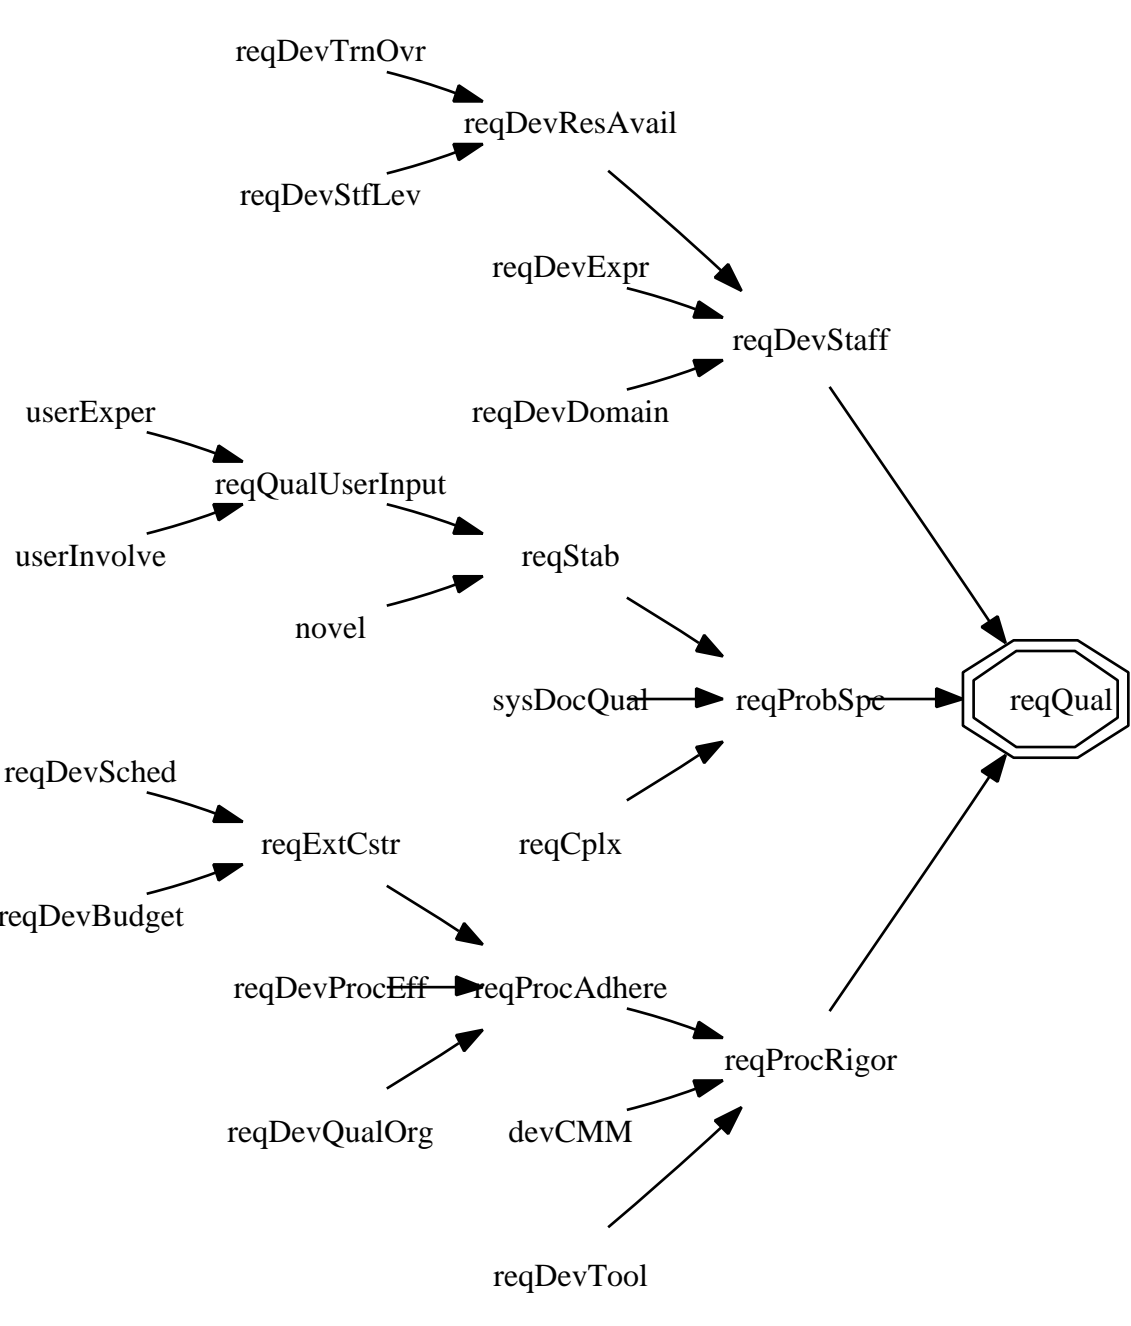 reqDevTrnOvr
reqDevResAvail
reqDevStfLev
reqDevExpr
reqDevStaff
userExper
reqDevDomain
reqQualUserInput
userInvolve
reqStab
novel
sysDocQual
reqProbSpc
reqQual
reqDevSched
reqExtCstr
reqCplx
reqDevBudget
reqDevProcEff
reqProcAdhere
reqProcRigor
reqDevQualOrg
devCMM
reqDevTool